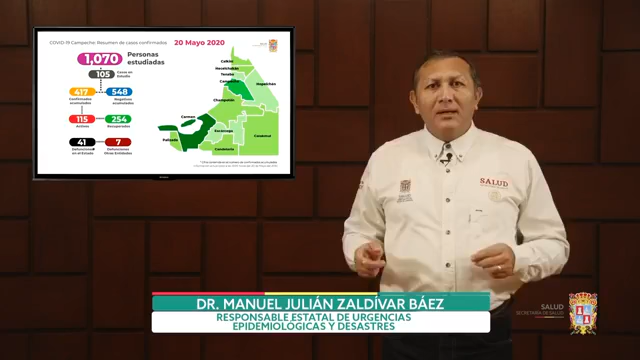 COVID-19 Campeche: Resumen de casos confirmados
20 Mayo 2020
1,070
Personas
estudiadas
105
Casos en
Estudio
417
Confirmados
acumulados
548
Negativos
acumulados
115
Activos
254
Recuperados
41
Defunciones
en el Estado
7
Defunciones
Otras Entidades
Calkiní
Hecelchakán
Tenabo
Campeche
Hopelchén
Champotón
Carmen
Escárcega
Palizada
Candelaria
Calakmul
SALUD
DR. MANUEL JULIÁN ZALDÍVAR BÁEZ
RESPONSABLE ESTATAL DE URGENCIAS
EPIDEMIOLÓGICAS Y DESASTRES
SALUD
SECRETARÍA DE SALUD